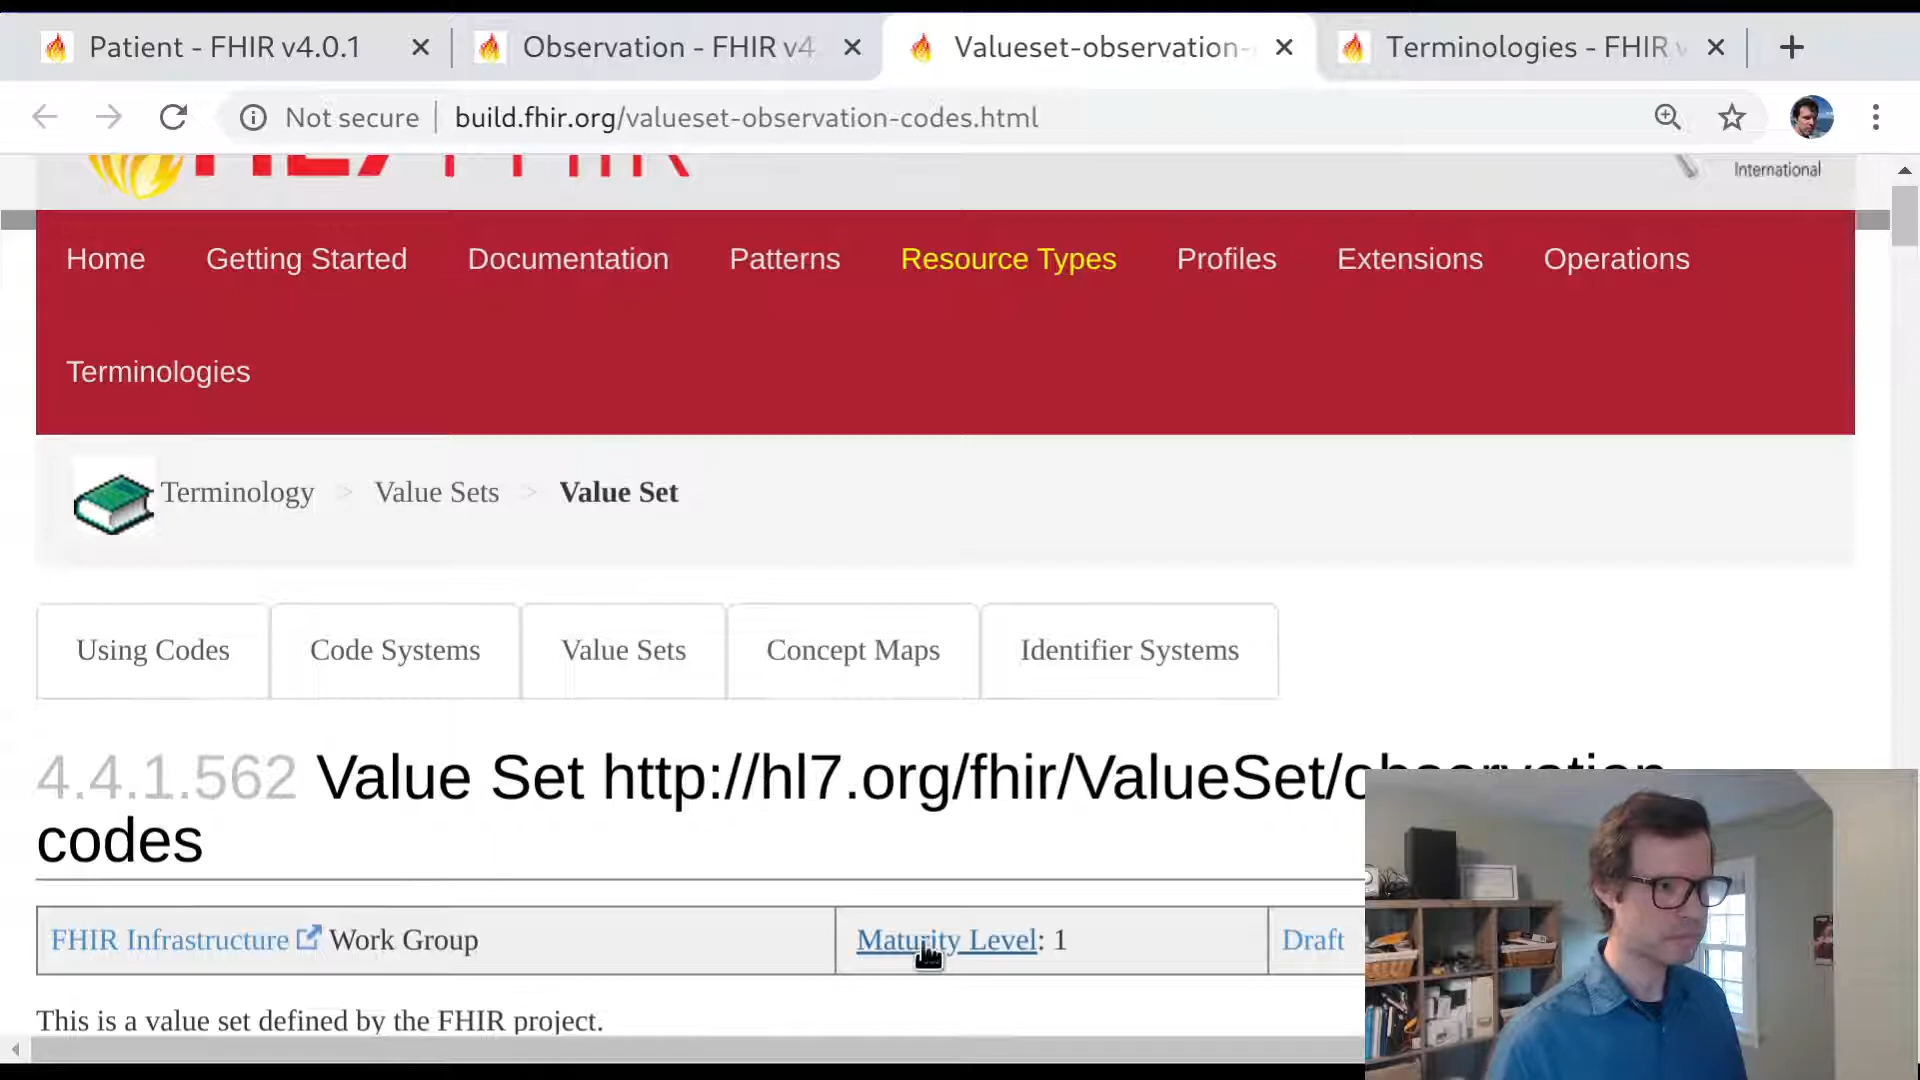 Patient - FHIR v4.0.1
Observation - FHIR v4
Valueset-observation-
Terminologies - FHIR v
Not secure
build.fhir.org/valueset-observation-codes.html
HL7 FHIR
International
Home
Getting Started
Documentation
Patterns
Resource Types
Profiles
Extensions
Operations
Terminologies
Terminology > Value Sets > Value Set
Using Codes
Code Systems
Value Sets
Concept Maps
Identifier Systems
4.4.1.562 Value Set http://hl7.org/fhir/ValueSet/observation-
codes
FHIR Infrastructure Work Group
Maturity Level: 1
Draft
This is a value set defined by the FHIR project.